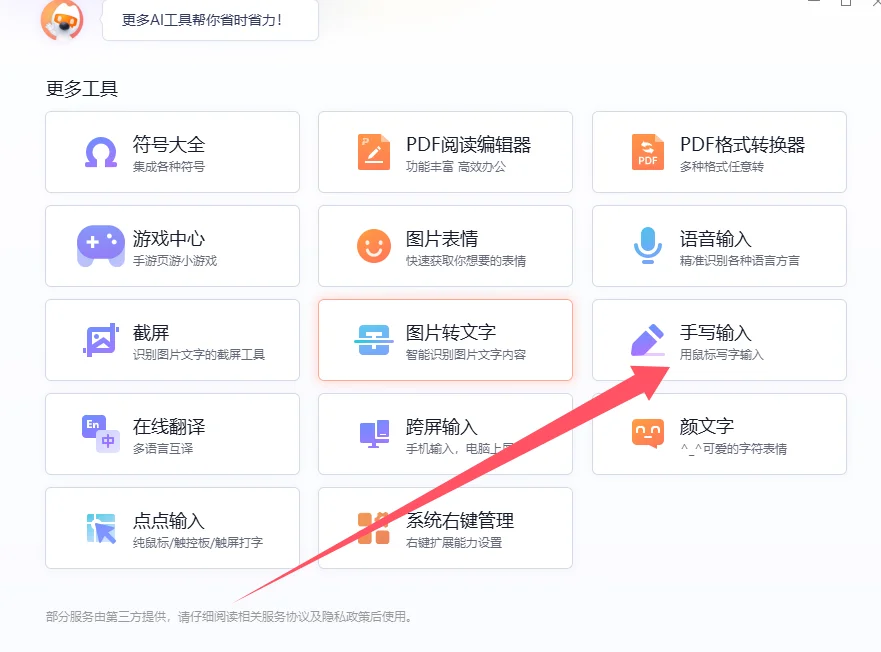 更多AI工具帮你省时省力！
更多工具
符号大全
集成各种符号
PDF阅读编辑器
功能丰富 高效办公
PDF格式转换器
多种格式任意转
游戏中心
手游页游小游戏
图片表情
快速获取你想要的表情
语音输入
精准识别各种语言方言
截屏
识别图片文字的截屏工具
图片转文字
智能识别图片文字内容
手写输入
用鼠标写字输入
在线翻译
多语言互译
跨屏输入
手机输入，电脑上
颜文字
^_^可爱的字符表情
点点输入
纯鼠标/触控板/触屏打字
系统右键管理
右键扩展能力设置
部分服务由第三方提供，请仔细阅读相关服务协议及隐私政策后使用。
P
PDF
En
中